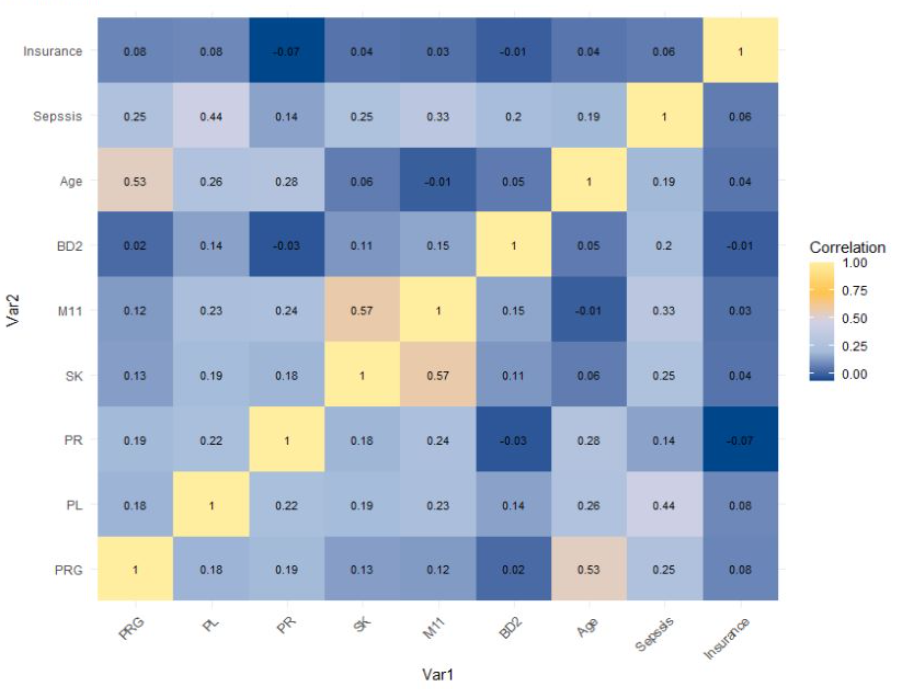 Insurance 0.08 0.08 -0.07 0.04 0.03 -0.01 0.04 0.06 1
Sepssis 0.25 0.44 0.14 0.25 0.33 0.2 0.19 1 0.06
Age 0.53 0.26 0.28 0.06 -0.01 0.05 1 0.19 0.04
BD2 0.02 0.14 -0.03 0.11 0.15 1 0.05 0.2 -0.01
M11 0.12 0.23 0.24 0.57 1 0.15 -0.01 0.33 0.03
SK 0.13 0.19 0.18 1 0.57 0.11 0.06 0.25 0.04
PR 0.19 0.22 1 0.18 0.24 -0.03 0.28 0.14 -0.07
PL 0.18 1 0.22 0.19 0.23 0.14 0.26 0.44 0.08
PRG 1 0.18 0.19 0.13 0.12 0.02 0.53 0.25 0.08
PRG PL PR SK M11 BD2 Age Sepssis Insurance
Var1
Var2
Correlation
1.00
0.75
0.50
0.25
0.00